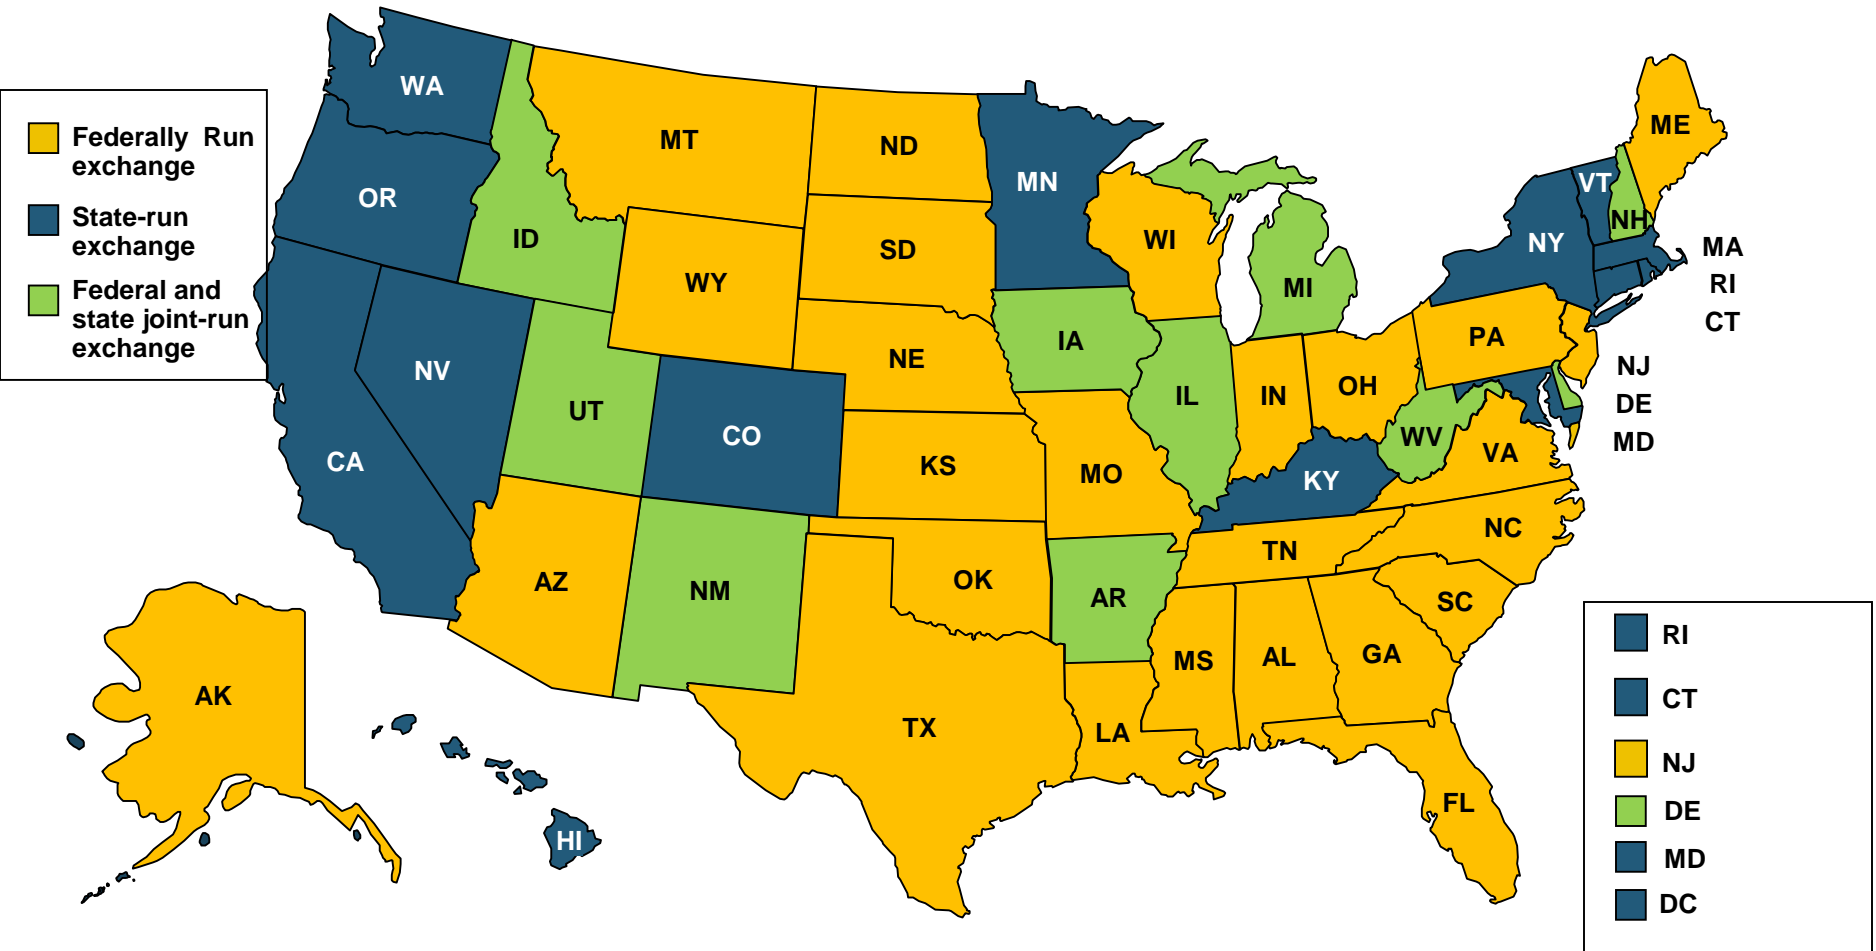 Federally Run
exchange
State-run
exchange
Federal and
state joint-run
exchange
WA
OR
CA
NV
ID
MT
WY
UT
CO
AZ
NM
ND
SD
NE
KS
OK
TX
MN
IA
MO
AR
LA
WI
IL
MI
IN
OH
KY
TN
MS
AL
GA
FL
SC
NC
VA
WV
PA
NY
VT
NH
ME
MA
RI
CT
NJ
DE
MD
AK
HI
RI
CT
NJ
DE
MD
DC